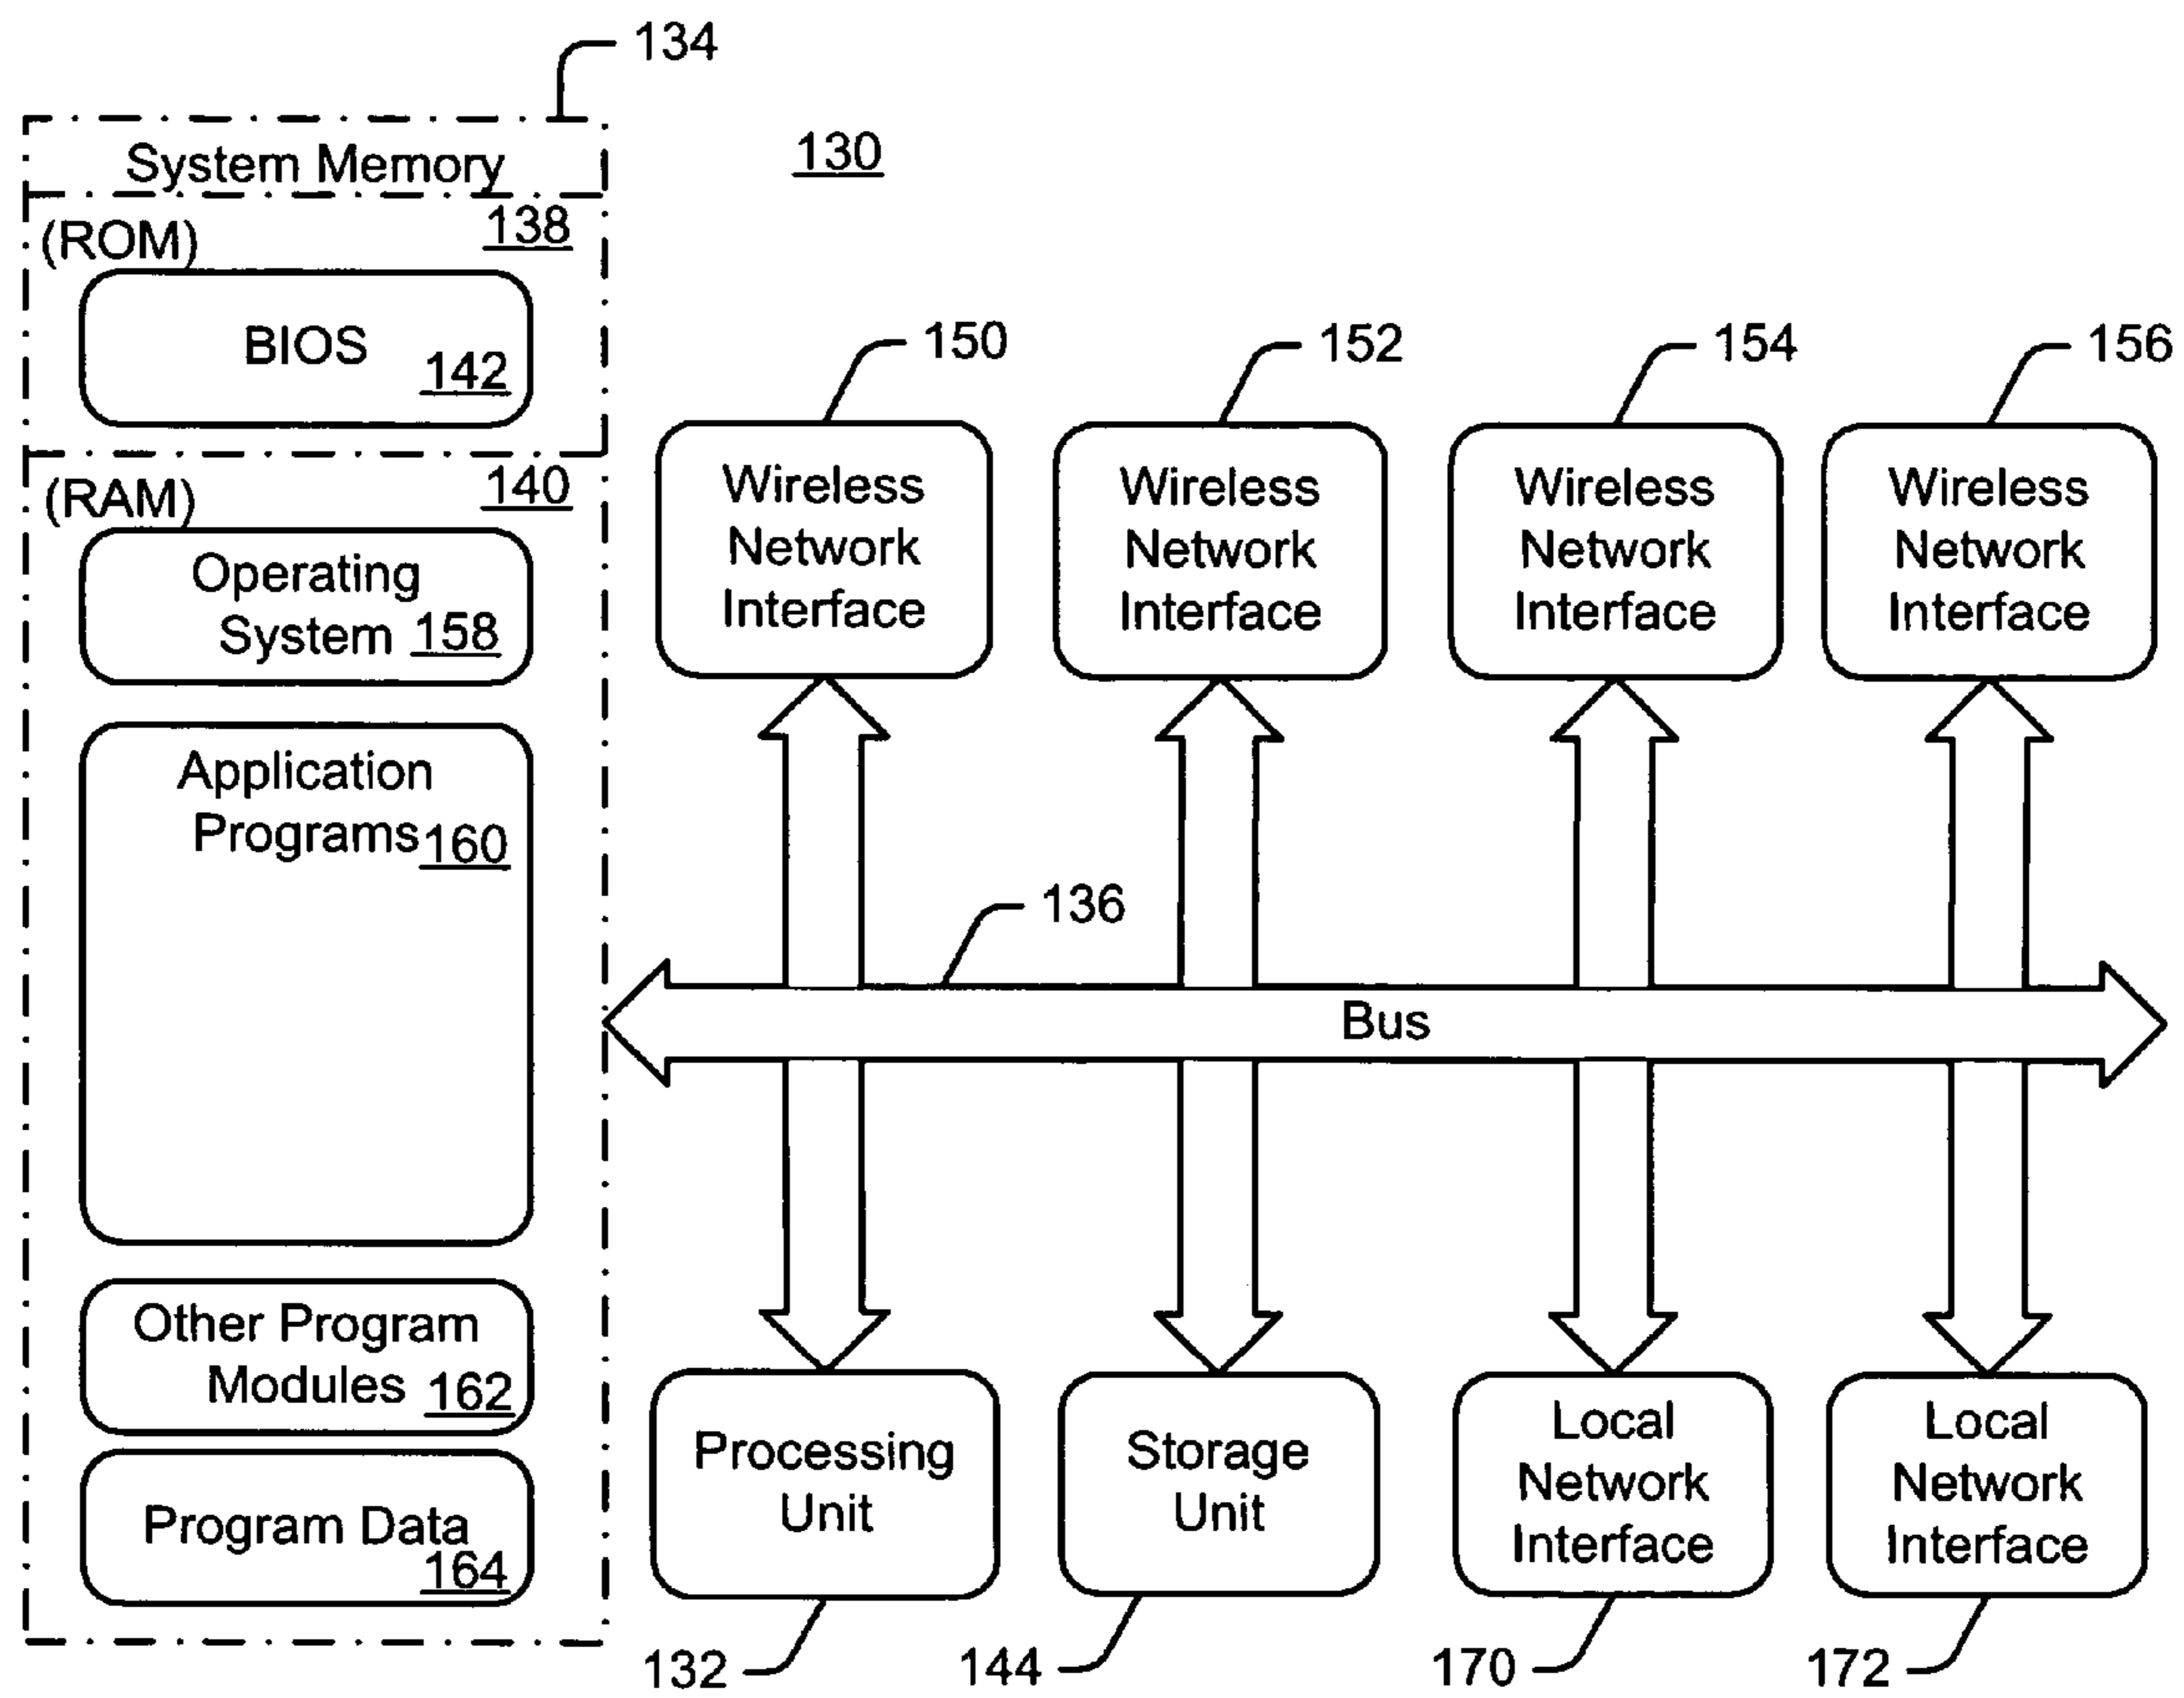 134
System Memory
130
(ROM)
138
BIOS
142
(RAM)
140
Operating
System 158
Application
Programs 160
Other Program
Modules 162
Program Data
164
150
152
154
156
Wireless
Network
Interface
Wireless
Network
Interface
Wireless
Network
Interface
Wireless
Network
Interface
136
Bus
Processing
Unit
Storage
Unit
Local
Network
Interface
Local
Network
Interface
132
144
170
172